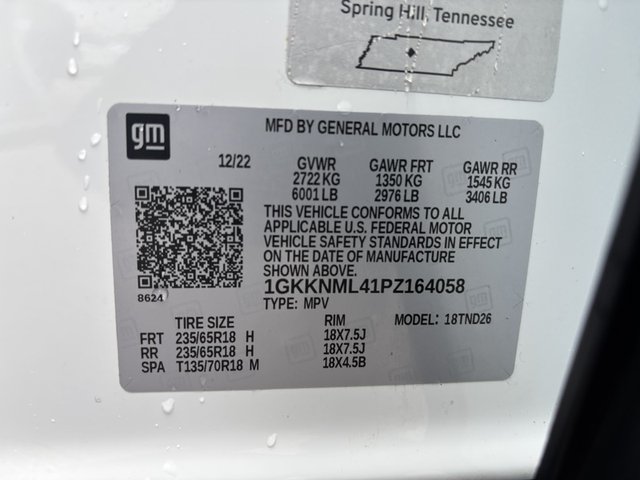 Spring Hill, Tennessee
gm
MFD BY GENERAL MOTORS LLC
12/22 GVWR GAWR FRT GAWR RR
2722 KG 1350 KG 1545 KG
6001 LB 2976 LB 3406 LB
THIS VEHICLE CONFORMS TO ALL
APPLICABLE U.S. FEDERAL MOTOR
VEHICLE SAFETY STANDARDS IN EFFECT
ON THE DATE OF MANUFACTURE
SHOWN ABOVE.
8624
1GKKNML41PZ164058
TYPE: MPV
TIRE SIZE RIM MODEL: 18TND26
FRT 235/65R18 H 18X7.5J
RR 235/65R18 H 18X7.5J
SPA T135/70R18 M 18X4.5B